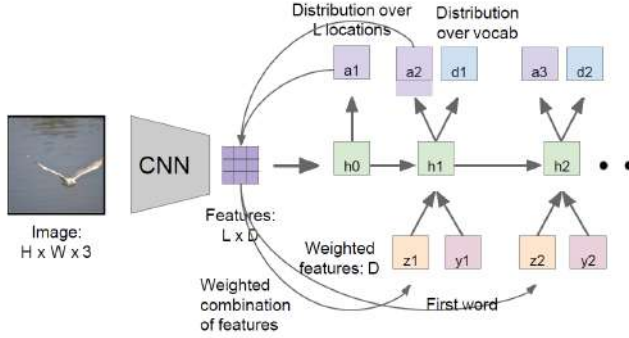 Distribution over
L locations
Distribution
over vocab
a1
a2
d1
a3
d2
CNN
h0
h1
h2
Image:
H x W x 3
Features:
L x D
Weighted
features: D
z1
y1
z2
y2
Weighted
combination
of features
First word